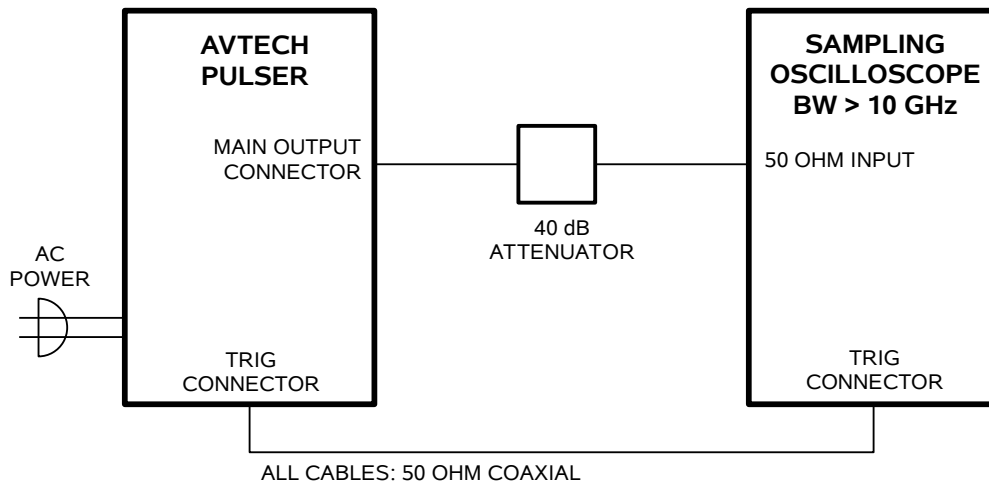 AVTECH
PULSER
SAMPLING
OSCILLOSCOPE
BW > 10 GHz
MAIN OUTPUT
CONNECTOR
50 OHM INPUT
40 dB
ATTENUATOR
AC
POWER
TRIG
CONNECTOR
TRIG
CONNECTOR
ALL CABLES: 50 OHM COAXIAL